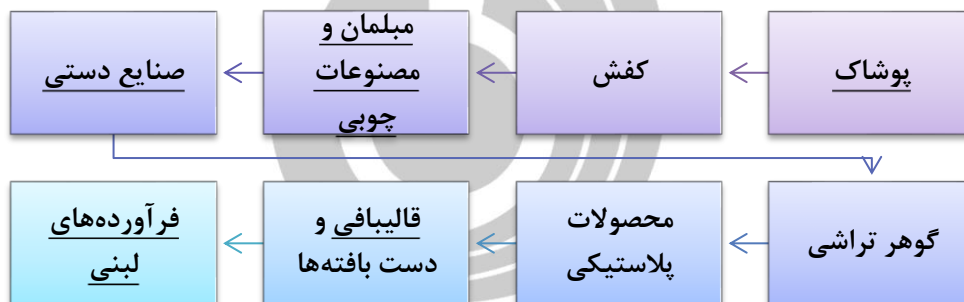 پوشاک
کفش
مبلمان و
مصنوعات
چوبی
صنایع دستی
گوهر تراشی
محصولات
پلاستیکی
قالیبافی و
دست بافته‌ها
فرآورده‌های
لبنی